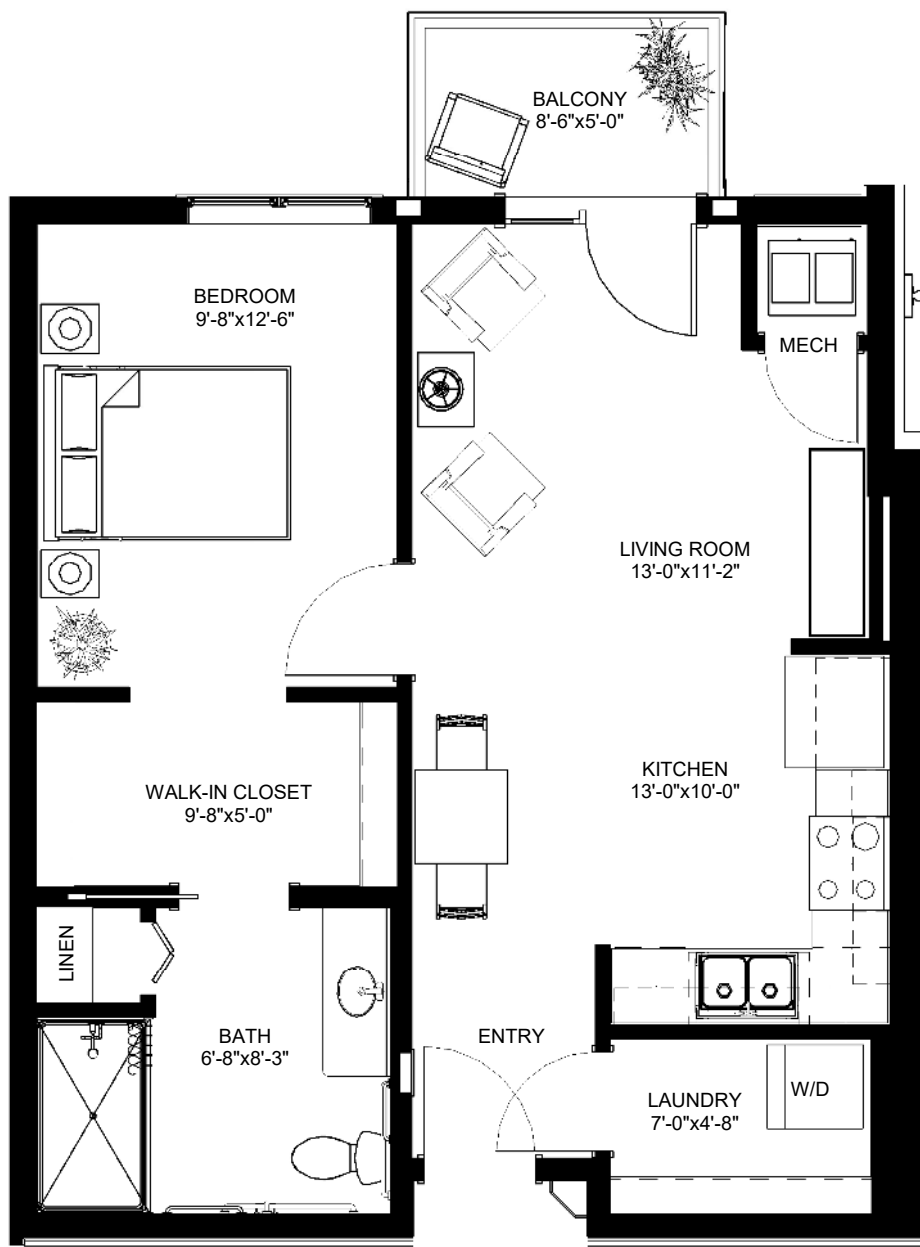 BALCONY
8'-6"x5'-0"
BEDROOM
9'-8"x12'-6"
MECH
LIVING ROOM
13'-0"x11'-2"
KITCHEN
13'-0"x10'-0"
WALK-IN CLOSET
9'-8"x5'-0"
LINEN
BATH
6'-8"x8'-3"
ENTRY
LAUNDRY
7'-0"x4'-8"
W/D